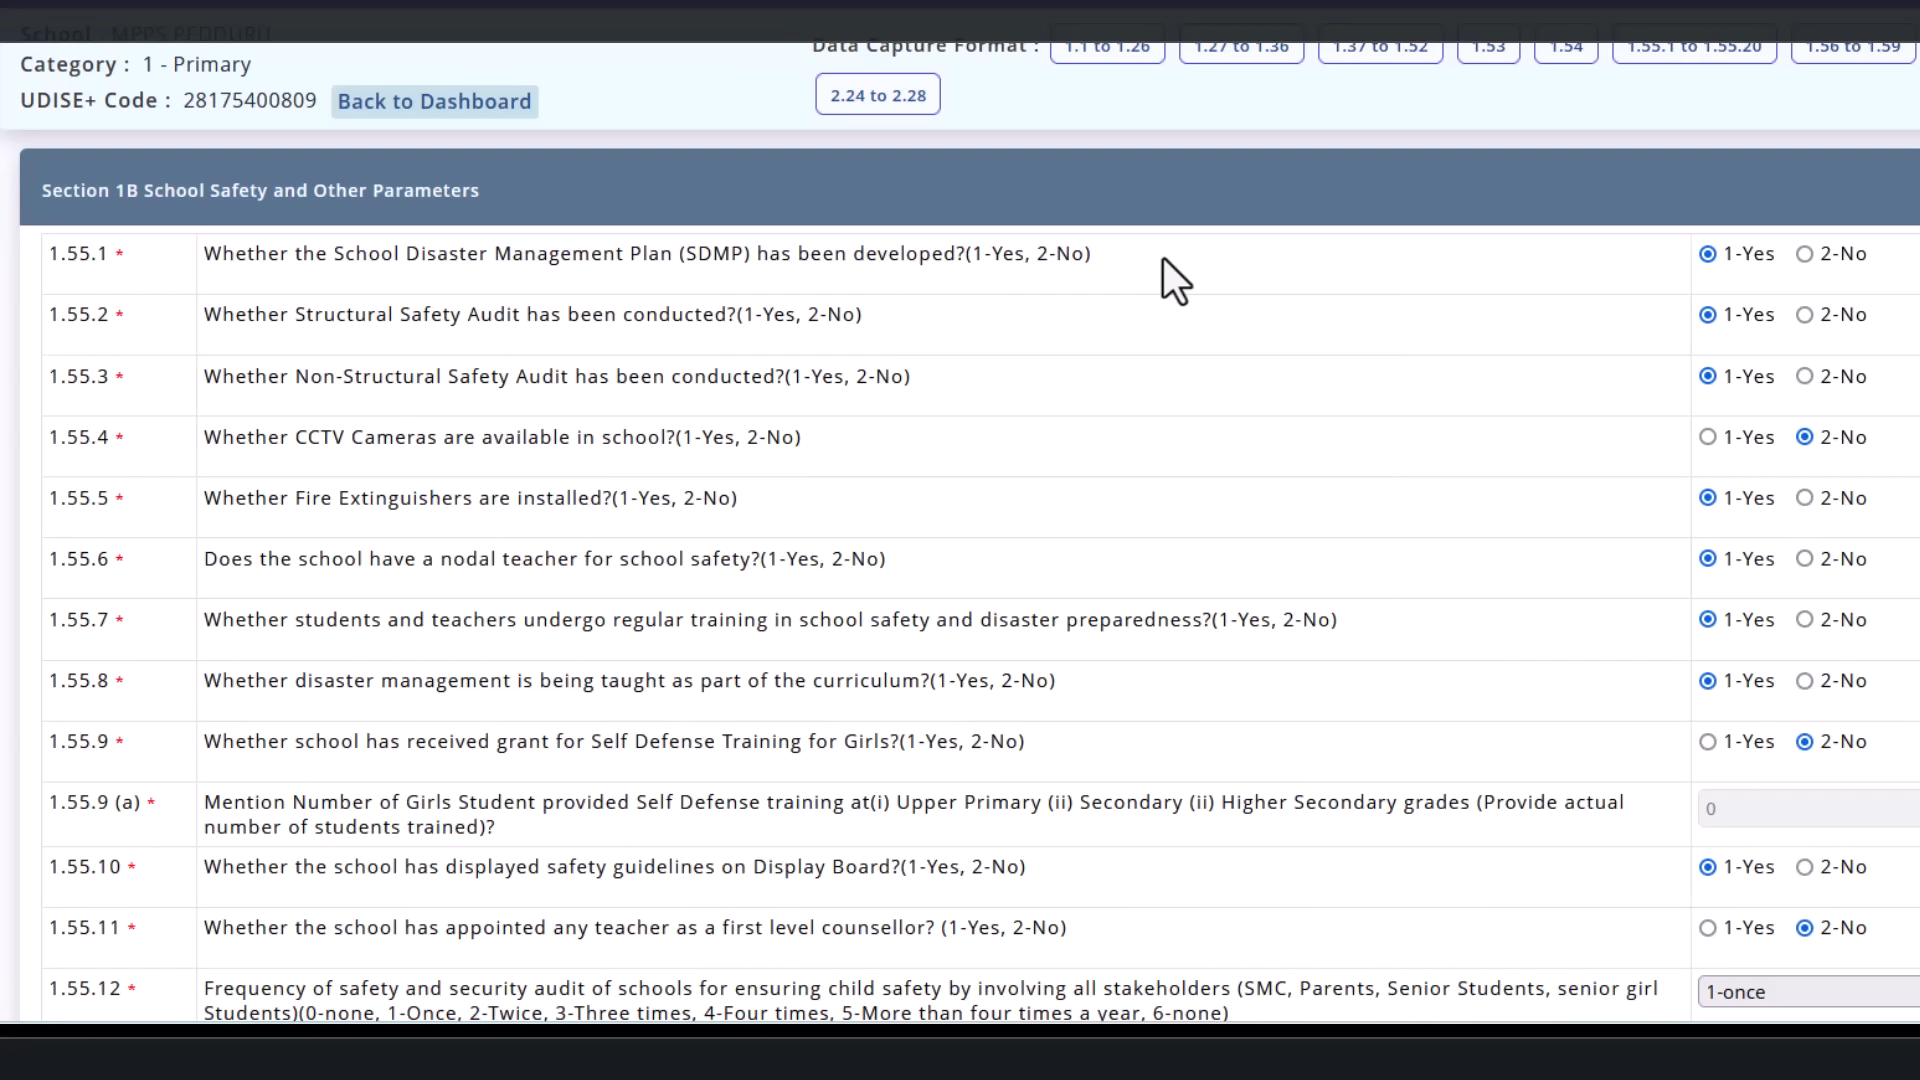 School : MPPS PEDDURU
Category : 1 - Primary
UDISE+ Code : 28175400809 Back to Dashboard
Data Capture Format : 1.1 to 1.26 1.27 to 1.36 1.37 to 1.52 1.53 1.54 1.55.1 to 1.55.20 1.56 to 1.59
2.24 to 2.28
Section 1B School Safety and Other Parameters
1.55.1 * Whether the School Disaster Management Plan (SDMP) has been developed?(1-Yes, 2-No) 1-Yes 2-No
1.55.2 * Whether Structural Safety Audit has been conducted?(1-Yes, 2-No) 1-Yes 2-No
1.55.3 * Whether Non-Structural Safety Audit has been conducted?(1-Yes, 2-No) 1-Yes 2-No
1.55.4 * Whether CCTV Cameras are available in school?(1-Yes, 2-No) 1-Yes 2-No
1.55.5 * Whether Fire Extinguishers are installed?(1-Yes, 2-No) 1-Yes 2-No
1.55.6 * Does the school have a nodal teacher for school safety?(1-Yes, 2-No) 1-Yes 2-No
1.55.7 * Whether students and teachers undergo regular training in school safety and disaster preparedness?(1-Yes, 2-No) 1-Yes 2-No
1.55.8 * Whether disaster management is being taught as part of the curriculum?(1-Yes, 2-No) 1-Yes 2-No
1.55.9 * Whether school has received grant for Self Defense Training for Girls?(1-Yes, 2-No) 1-Yes 2-No
1.55.9 (a) * Mention Number of Girls Student provided Self Defense training at(i) Upper Primary (ii) Secondary (ii) Higher Secondary grades (Provide actual
number of students trained)? 0
1.55.10 * Whether the school has displayed safety guidelines on Display Board?(1-Yes, 2-No) 1-Yes 2-No
1.55.11 * Whether the school has appointed any teacher as a first level counsellor? (1-Yes, 2-No) 1-Yes 2-No
1.55.12 * Frequency of safety and security audit of schools for ensuring child safety by involving all stakeholders (SMC, Parents, Senior Students, senior girl
Students)(0-none, 1-Once, 2-Twice, 3-Three times, 4-Four times, 5-More than four times a year, 6-none) 1-once